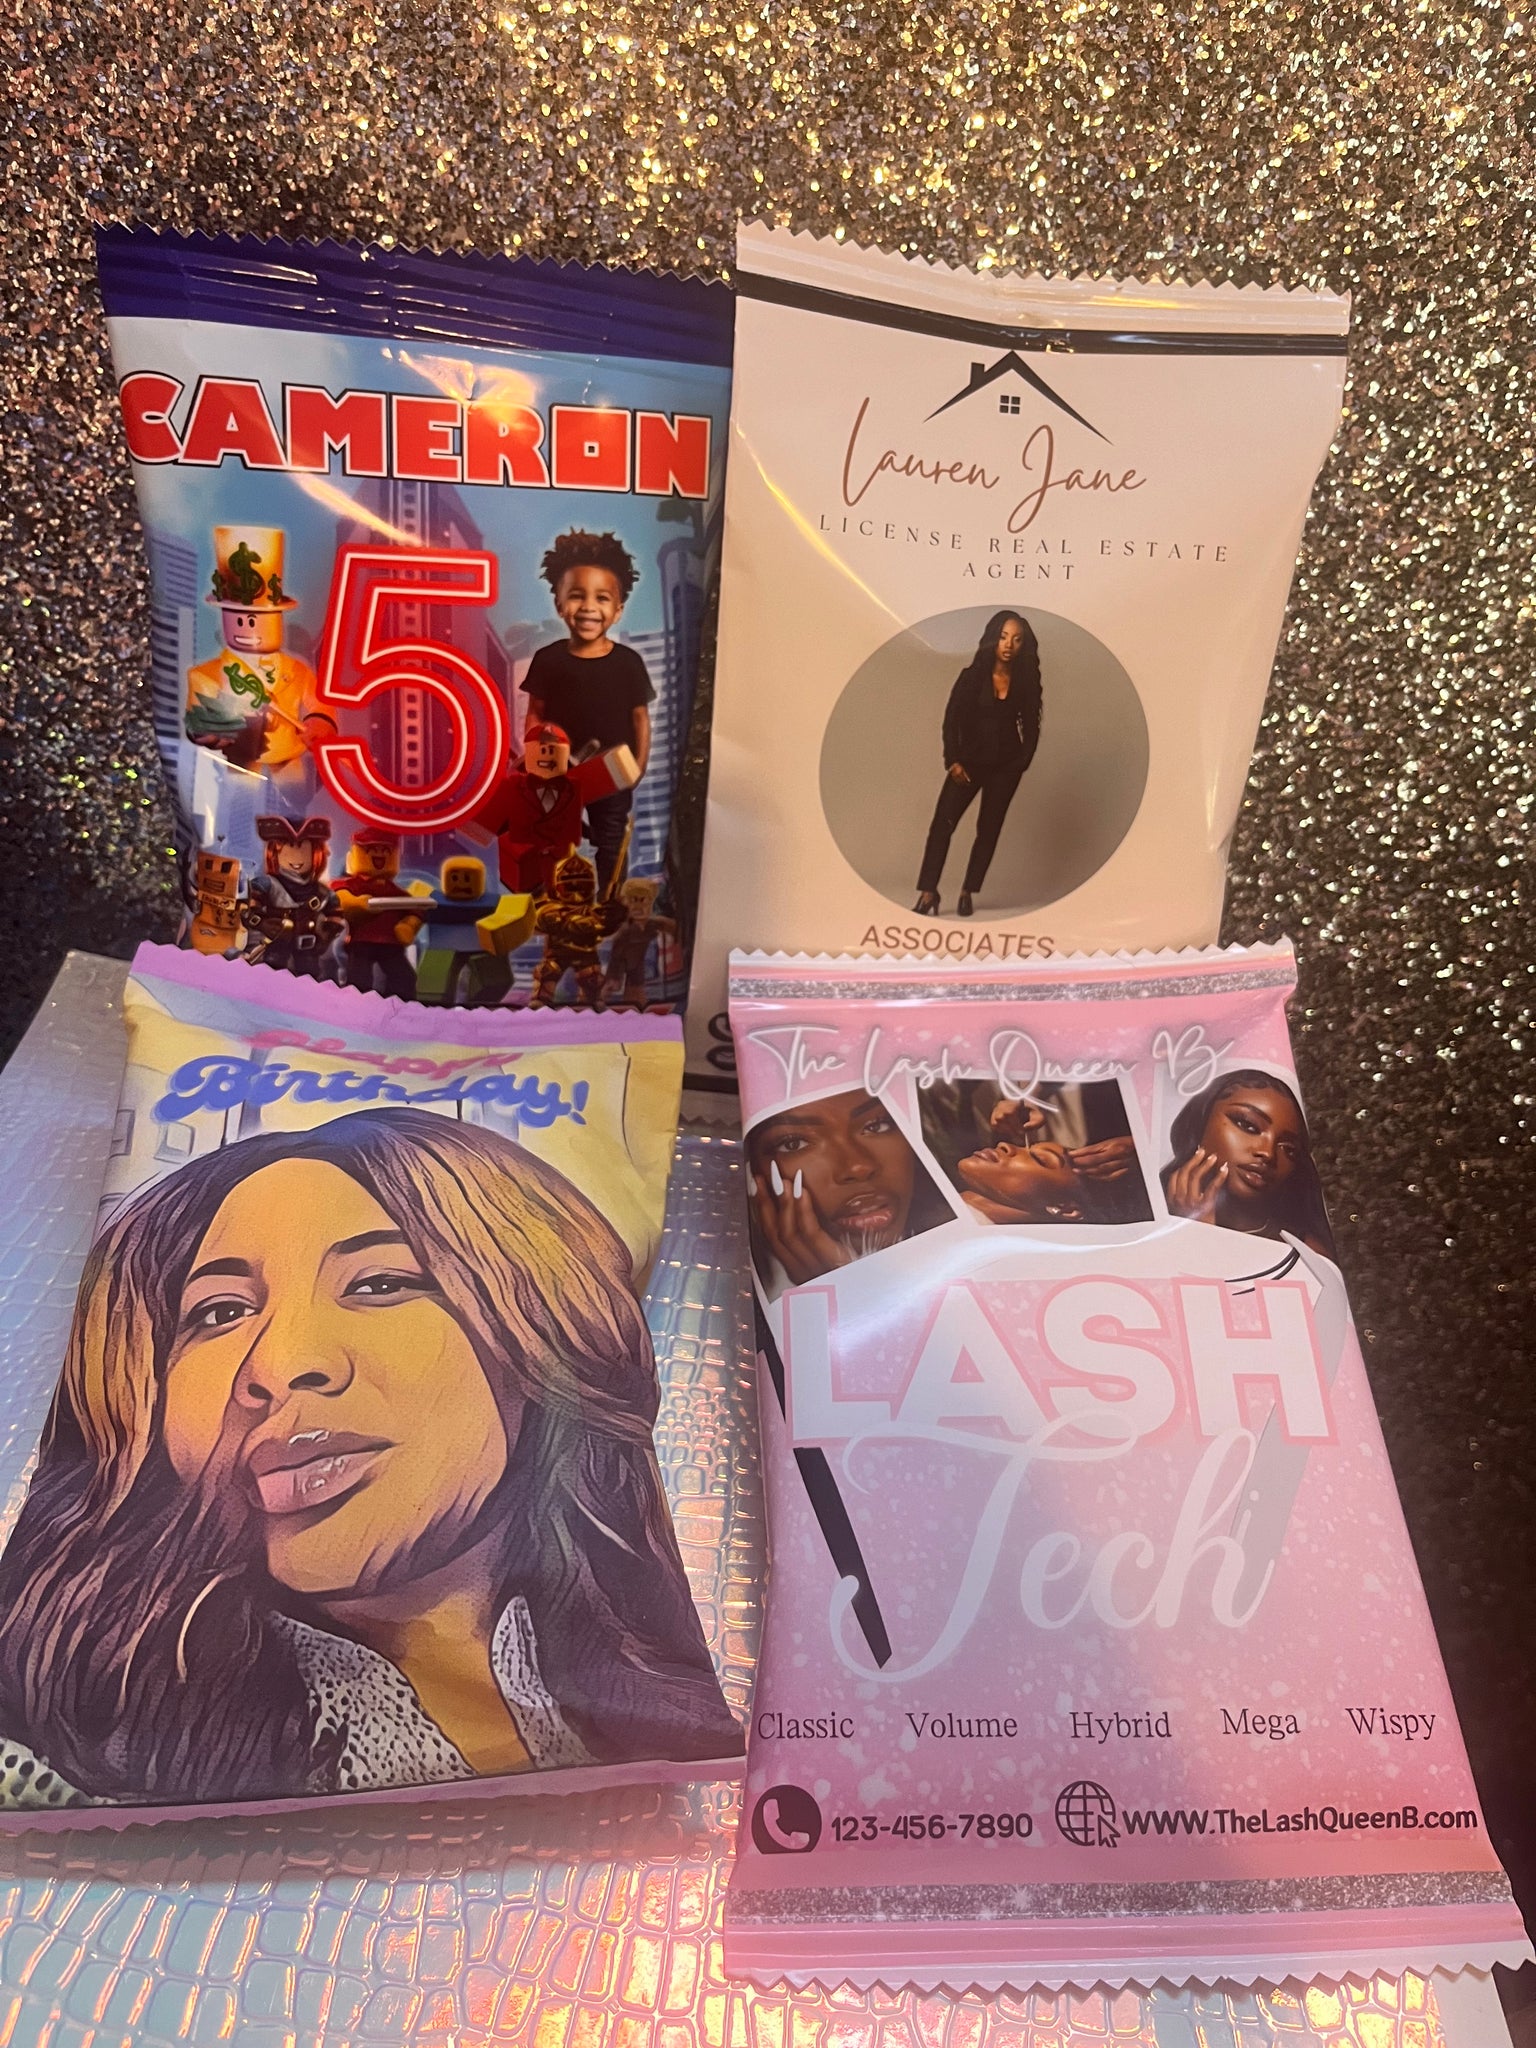 CAMERON
5
Lauren Jane
LICENSE REAL ESTATE
AGENT
ASSOCIATES
Happy
Birthday!
The Lash Queen B
LASH
Tech
Classic Volume Hybrid Mega Wispy
123-456-7890 WWW.TheLashQueenB.com